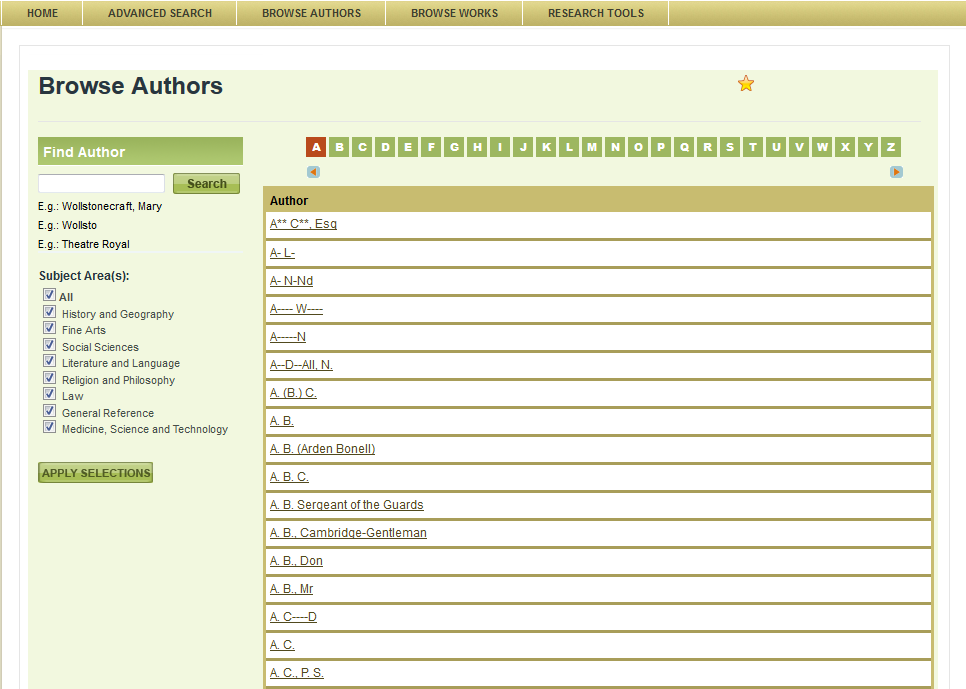 HOME ADVANCED SEARCH BROWSE AUTHORS BROWSE WORKS RESEARCH TOOLS
Browse Authors
Find Author
Search
E.g.: Wollstonecraft, Mary
E.g.: Wollsto
E.g.: Theatre Royal
Subject Area(s):
All
History and Geography
Fine Arts
Social Sciences
Literature and Language
Religion and Philosophy
Law
General Reference
Medicine, Science and Technology
APPLY SELECTIONS
A B C D E F G H I J K L M N O P Q R S T U V W X Y Z
Author
A** C**, Esq
A- L-
A- N-Nd
A---- W----
A-----N
A--D--All, N.
A. (B.) C.
A. B.
A. B. (Arden Bonell)
A. B. C.
A. B. Sergeant of the Guards
A. B., Cambridge-Gentleman
A. B., Don
A. B., Mr
A. C----D
A. C.
A. C., P. S.